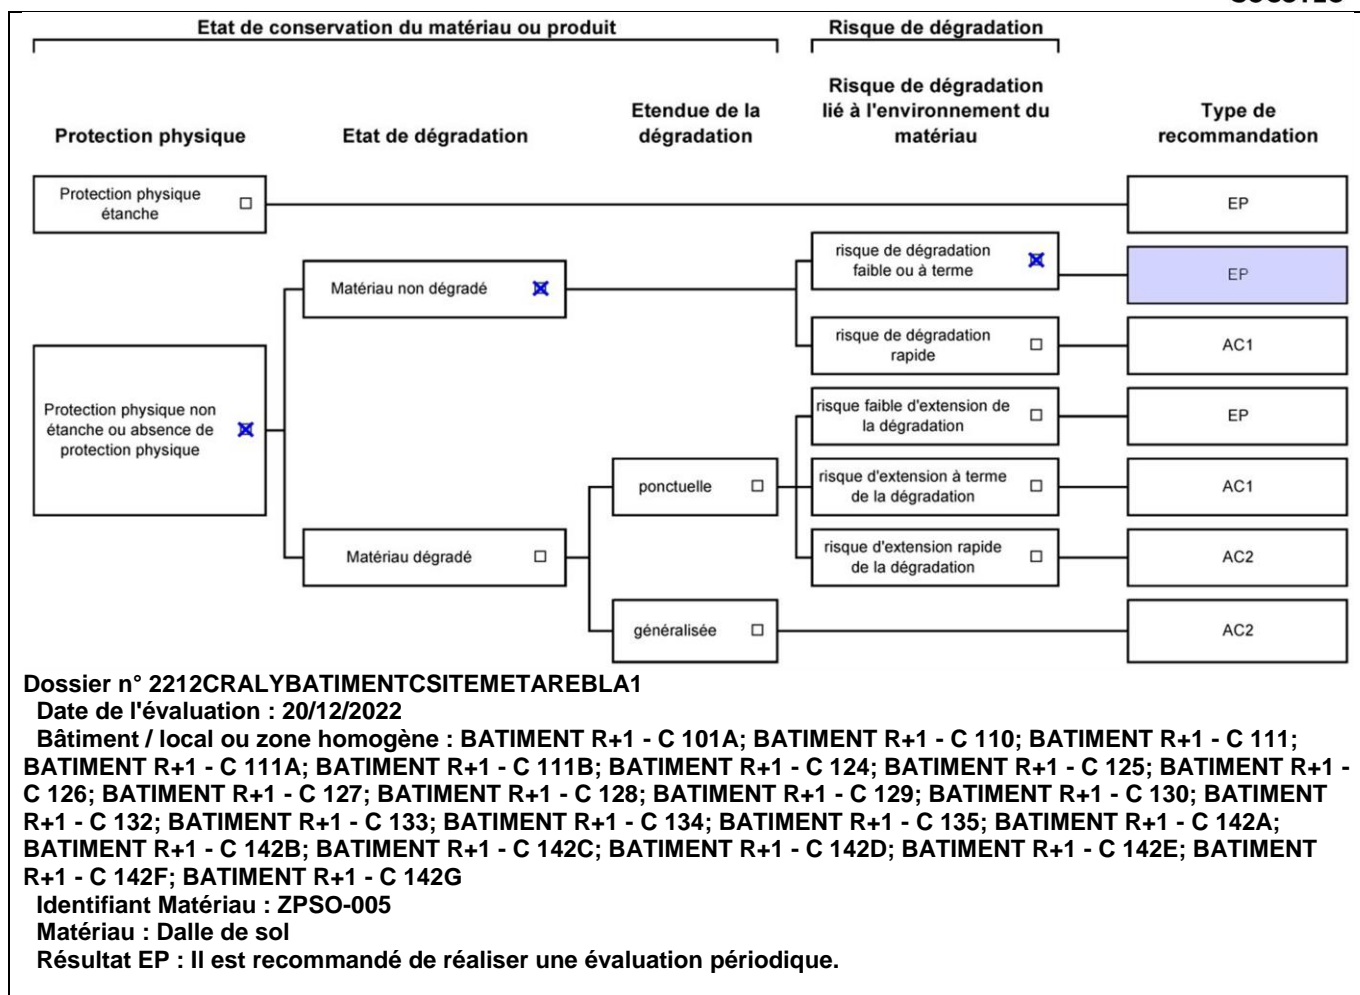 Etat de conservation du matériau ou produit
Risque de dégradation
Protection physique
Etat de dégradation
Etendue de la
dégradation
Risque de dégradation
lié à l'environnement du
matériau
Type de
recommandation
Protection physique
étanche
EP
risque de dégradation
faible ou à terme
EP
Matériau non dégradé
risque de dégradation
rapide
AC1
Protection physique non
étanche ou absence de
protection physique
risque faible d'extension de
la dégradation
EP
ponctuelle
risque d'extension à terme
de la dégradation
AC1
Matériau dégradé
risque d'extension rapide
de la dégradation
AC2
généralisée
AC2
Dossier n° 2212CRALYBATIMENTCSITEMETAREBLA1
Date de l'évaluation : 20/12/2022
Bâtiment / local ou zone homogène : BATIMENT R+1 - C 101A; BATIMENT R+1 - C 110; BATIMENT R+1 - C 111;
BATIMENT R+1 - C 111A; BATIMENT R+1 - C 111B; BATIMENT R+1 - C 124; BATIMENT R+1 - C 125; BATIMENT R+1 -
C 126; BATIMENT R+1 - C 127; BATIMENT R+1 - C 128; BATIMENT R+1 - C 129; BATIMENT R+1 - C 130; BATIMENT
R+1 - C 132; BATIMENT R+1 - C 133; BATIMENT R+1 - C 134; BATIMENT R+1 - C 135; BATIMENT R+1 - C 142A;
BATIMENT R+1 - C 142B; BATIMENT R+1 - C 142C; BATIMENT R+1 - C 142D; BATIMENT R+1 - C 142E; BATIMENT
R+1 - C 142F; BATIMENT R+1 - C 142G
Identifiant Matériau : ZPSO-005
Matériau : Dalle de sol
Résultat EP : Il est recommandé de réaliser une évaluation périodique.